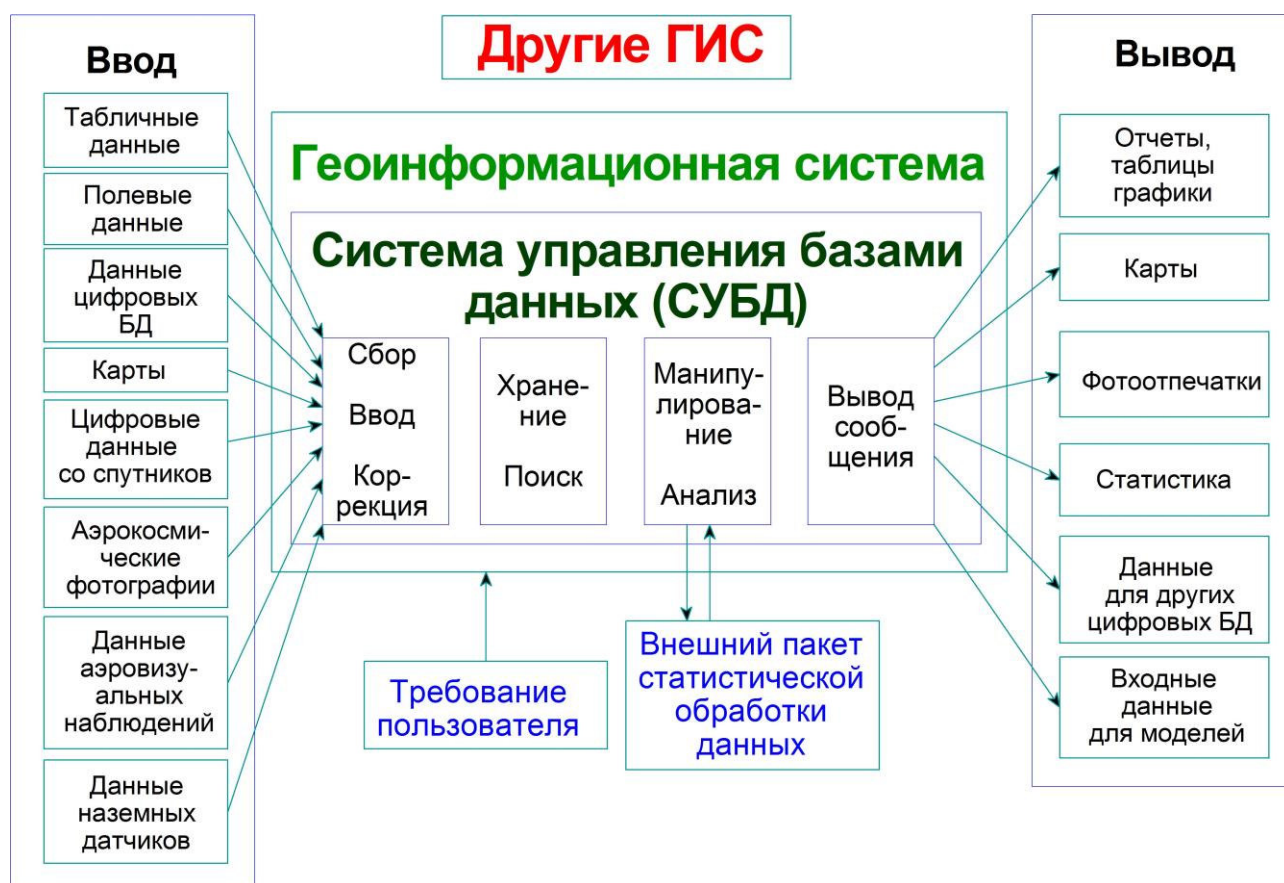 Ввод
Табличные
данные
Полевые
данные
Данные
цифровых
БД
Карты
Цифровые
данные
со спутников
Аэрокосми-
ческие
фотографии
Данные
аэровизу-
альных
наблюдений
Данные
наземных
датчиков
Другие ГИС
Геоинформационная система
Система управления базами
данных (СУБД)
Сбор
Ввод
Кор-
рекция
Хране-
ние
Поиск
Манипу-
лирова-
ние
Анализ
Вывод
сооб-
щения
Требование
пользователя
Внешний пакет
статистической
обработки
данных
Вывод
Отчеты,
таблицы
графики
Карты
Фотоотпечатки
Статистика
Данные
для других
цифровых БД
Входные
данные
для моделей